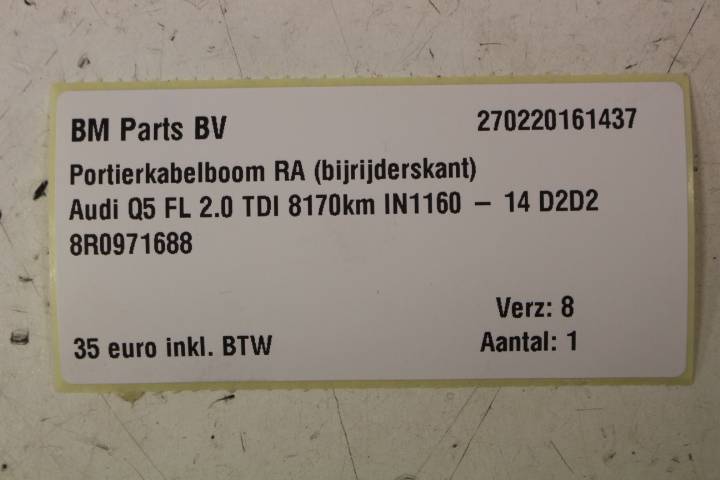 BM Parts BV 270220161437
Portierkabelboom RA (bijrijderskant)
Audi Q5 FL 2.0 TDI 8170km IN1160 – 14 D2D2
8R0971688
Verz: 8
35 euro inkl. BTW Aantal: 1